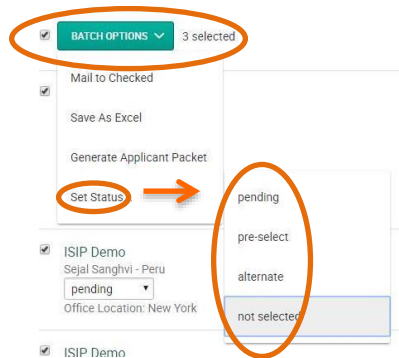 BATCH OPTIONS 3 selected
Mail to Checked
Save As Excel
Generate Applicant Packet
Set Status
pending
pre-select
alternate
not selected
ISIP Demo
Sejal Sanghvi - Peru
pending
Office Location: New York
ISIP Demo